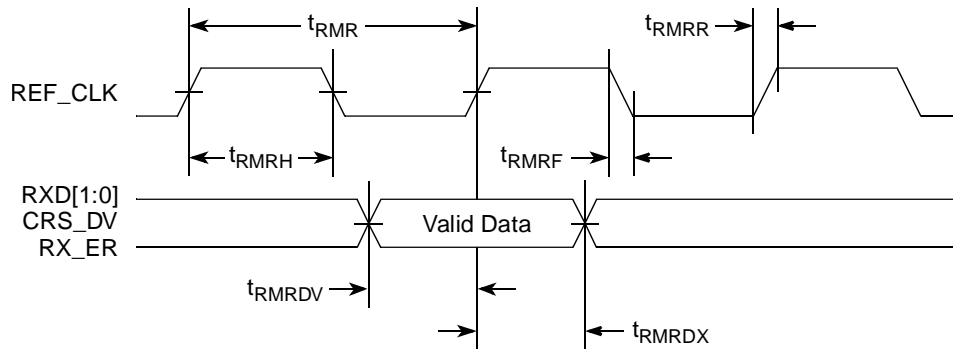 tRMR
tRMRR
REF_CLK
tRMRH
tRMRF
RXD[1:0]
CRS_DV
RX_ER
Valid Data
tRMRDV
tRMRDX